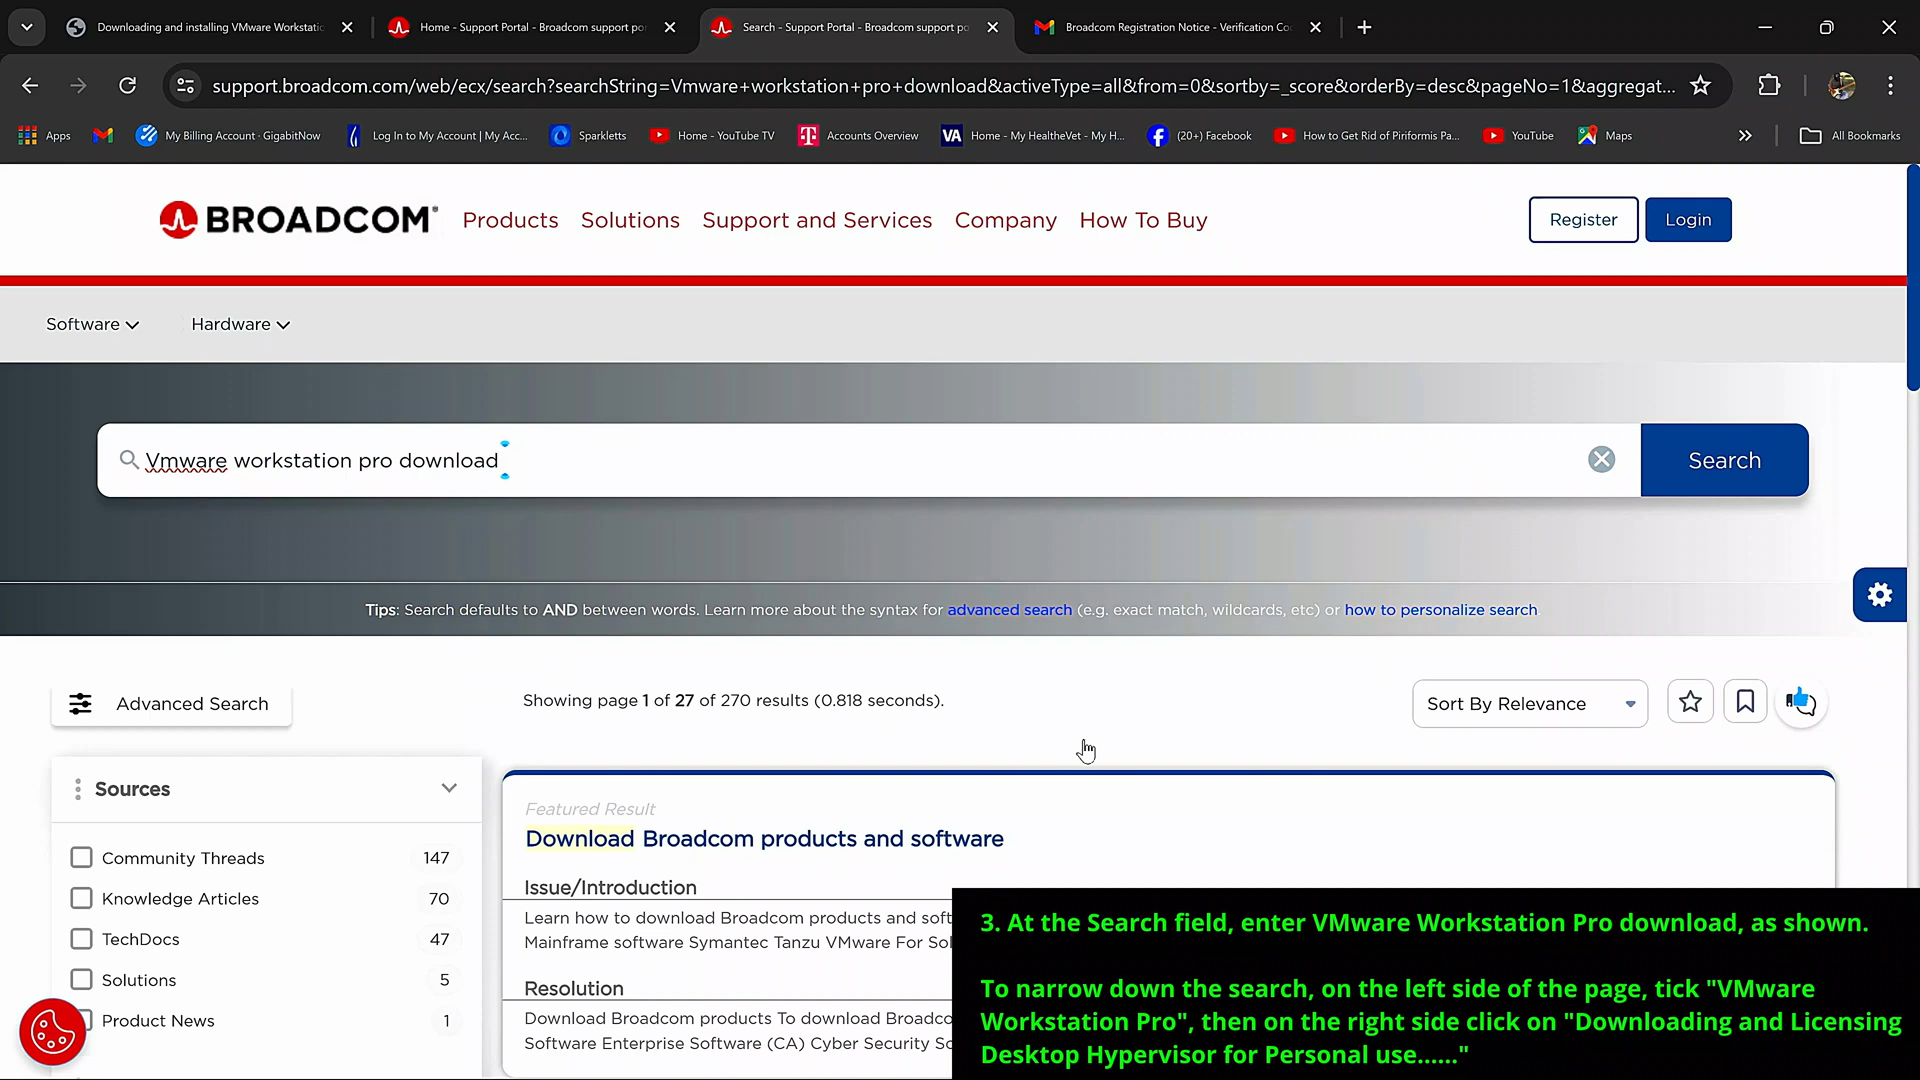 Downloading and installing VMware Workstatio
Home - Support Portal - Broadcom support po
Search - Support Portal - Broadcom support po
Broadcom Registration Notice - Verification Co
support.broadcom.com/web/ecx/search?searchString=Vmware+workstation+pro+download&activeType=all&from=0&sortby=_score&orderBy=desc&pageNo=1&aggregat...
Apps
My Billing Account · GigabitNow
Log In to My Account | My Acc...
Sparkletts
Home - YouTube TV
Accounts Overview
VA
Home - My HealtheVet - My H...
(20+) Facebook
How to Get Rid of Piriformis Pa...
YouTube
Maps
All Bookmarks
BROADCOM®
Products
Solutions
Support and Services
Company
How To Buy
Register
Login
Software
Hardware
Vmware workstation pro download
Search
Tips: Search defaults to AND between words. Learn more about the syntax for advanced search (e.g. exact match, wildcards, etc) or how to personalize search
Advanced Search
Showing page 1 of 27 of 270 results (0.818 seconds).
Sort By Relevance
Sources
Community Threads 147
Knowledge Articles 70
TechDocs 47
Solutions 5
Product News 1
Featured Result
Download Broadcom products and software
Issue/Introduction
Learn how to download Broadcom products and soft
Mainframe software Symantec Tanzu VMware For Sol
Resolution
Download Broadcom products To download Broadco
Software Enterprise Software (CA) Cyber Security So
3. At the Search field, enter VMware Workstation Pro download, as shown.
To narrow down the search, on the left side of the page, tick "VMware
Workstation Pro", then on the right side click on "Downloading and Licensing
Desktop Hypervisor for Personal use......"